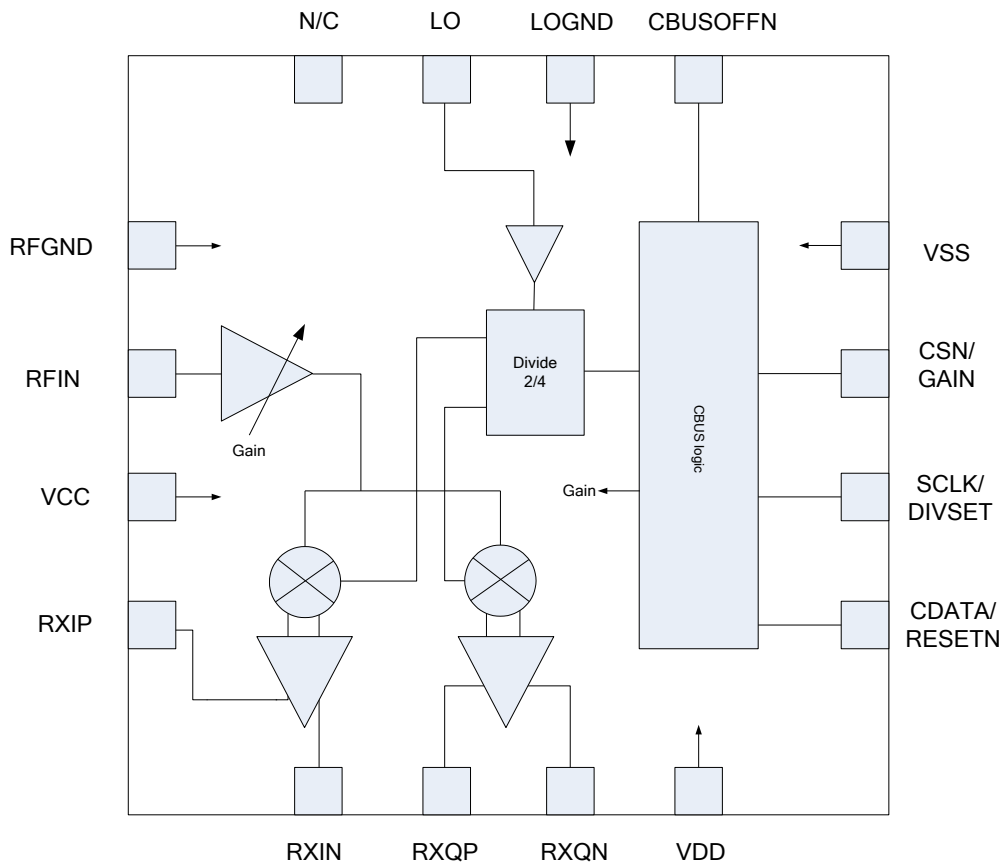 N/C
LO
LOGND
CBUSOFFN
RFGND
VSS
RFIN
Gain
Divide
2/4
CBUS logic
CSN/
GAIN
VCC
Gain
SCLK/
DIVSET
RXIP
CDATA/
RESETN
RXIN
RXQP
RXQN
VDD